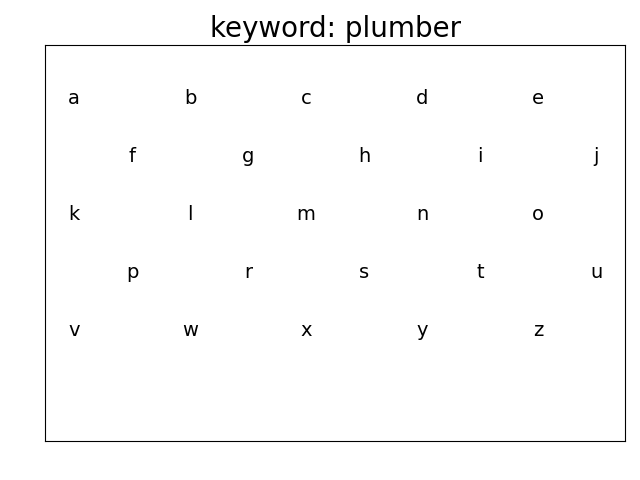 keyword: plumber
a b c d e
f g h i j
k l m n o
p r s t u
v w x y z